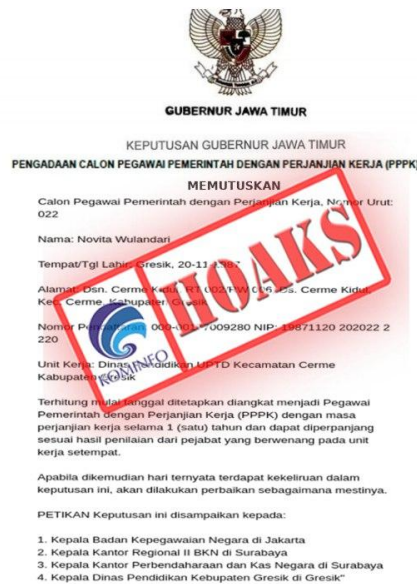 GUBERNUR JAWA TIMUR
KEPUTUSAN GUBERNUR JAWA TIMUR
PENGADAAN CALON PEGAWAI PEMERINTAH DENGAN PERJANJIAN KERJA (PPPK)
MEMUTUSKAN
Calon Pegawai Pemerintah dengan Perjanjian Kerja, Nomor Urut:
022
Nama: Novita Wulandari
Tempat/Tgl Lahir: Gresik, 20-11
Alamat: Dsn. Cerme Kidul, RT 002/RW 006, Ds. Cerme Kidul,
Kec. Cerme, Kabupaten Gresik
Nomor NIP: 19871120 202022 2
220
Unit Kerja: Dinas Pendidikan UPTD Kecamatan Cerme
Kabupaten Gresik
HOAKS
KOMINFO
Terhitung mulai tanggal ditetapkan diangkat menjadi Pegawai
Pemerintah dengan Perjanjian Kerja (PPPK) dengan masa
perjanjian kerja selama 1 (satu) tahun dan dapat diperpanjang
sesuai hasil penilaian dari pejabat yang berwenang pada unit
kerja setempat.
Apabila dikemudian hari ternyata terdapat kekeliruan dalam
keputusan ini, akan dilakukan perbaikan sebagaimana mestinya.
PETIKAN Keputusan ini disampaikan kepada:
1. Kepala Badan Kepegawaian Negara di Jakarta
2. Kepala Kantor Regional II BKN di Surabaya
3. Kepala Kantor Perbendaharaan dan Kas Negara di Surabaya
4. Kepala Dinas Pendidikan Kebupaten Gresik di Gresik"